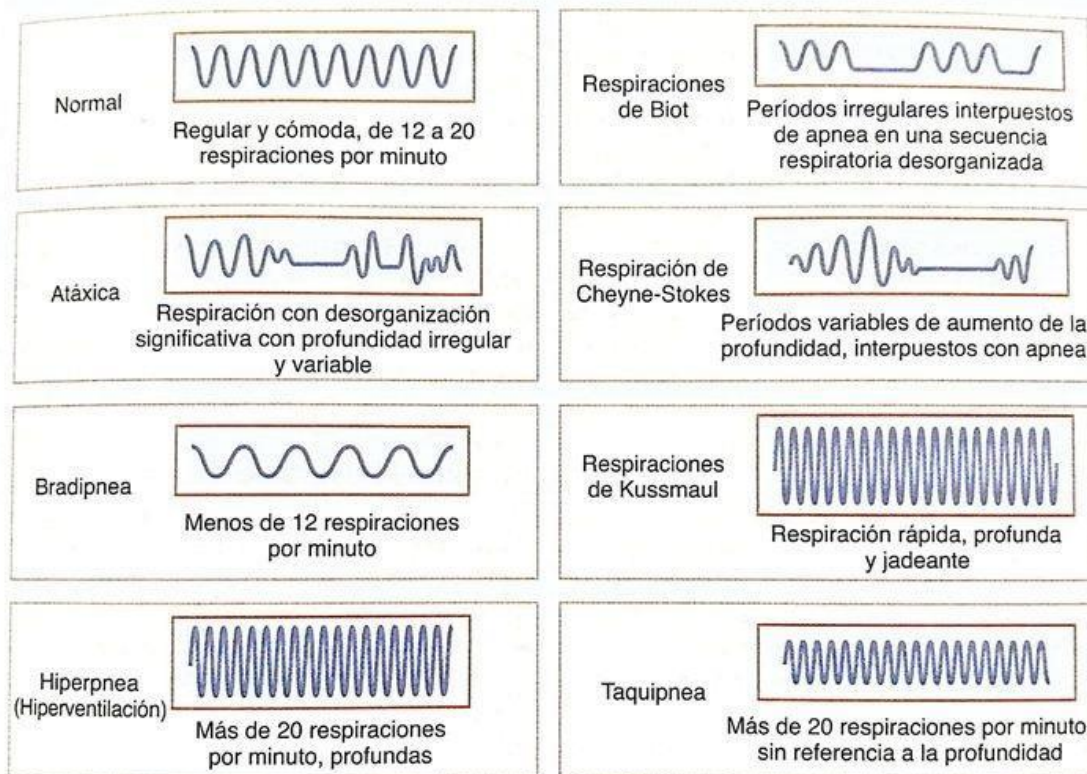 Normal
Regular y cómoda, de 12 a 20
respiraciones por minuto
Respiraciones
de Biot
Períodos irregulares interpuestos
de apnea en una secuencia
respiratoria desorganizada
Atáxica
Respiración con desorganización
significativa con profundidad irregular
y variable
Respiración de
Cheyne-Stokes
Períodos variables de aumento de la
profundidad, interpuestos con apnea
Bradipnea
Menos de 12 respiraciones
por minuto
Respiraciones
de Kussmaul
Respiración rápida, profunda
y jadeante
Hiperpnea
(Hiperventilación)
Más de 20 respiraciones
por minuto, profundas
Taquipnea
Más de 20 respiraciones por minuto
sin referencia a la profundidad